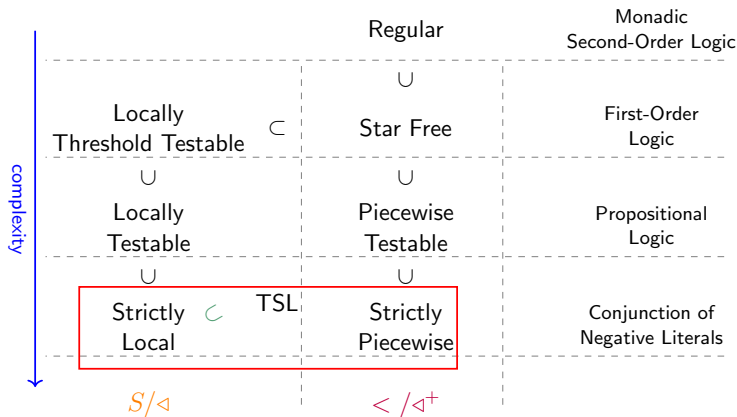 Regular
Monadic
Second-Order Logic
∪
Locally
Threshold Testable
⊂
Star Free
First-Order
Logic
∪
∪
Locally
Testable
Piecewise
Testable
Propositional
Logic
∪
∪
Strictly
Local
⊂
TSL
Strictly
Piecewise
Conjunction of
Negative Literals
S/◁
< /◁⁺
complexity